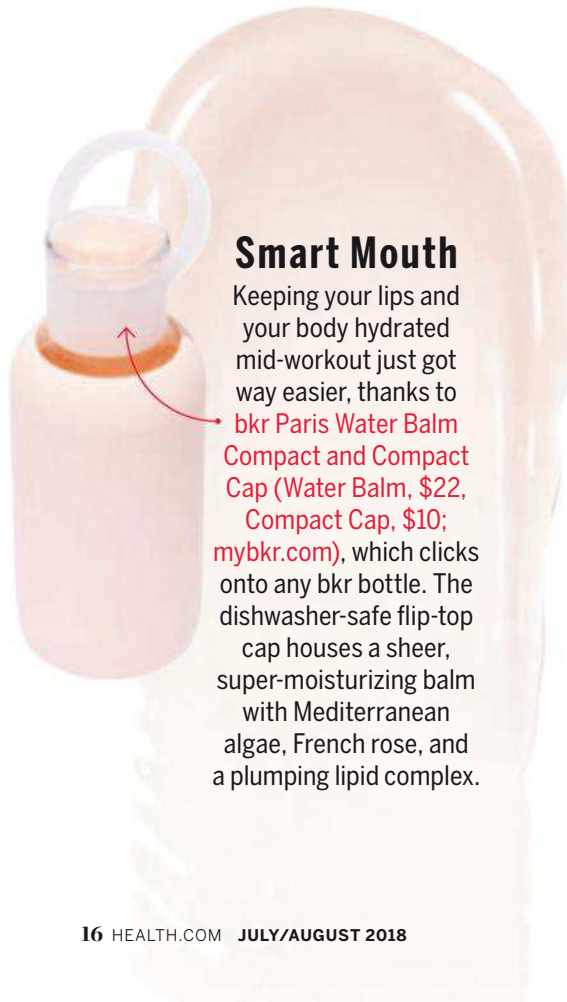 Smart Mouth
Keeping your lips and
your body hydrated
mid-workout just got
way easier, thanks to
bkr Paris Water Balm
Compact and Compact
Cap (Water Balm, $22,
Compact Cap, $10;
mybkr.com), which clicks
onto any bkr bottle. The
dishwasher-safe flip-top
cap houses a sheer,
super-moisturizing balm
with Mediterranean
algae, French rose, and
a plumping lipid complex.
16 HEALTH.COM JULY/AUGUST 2018